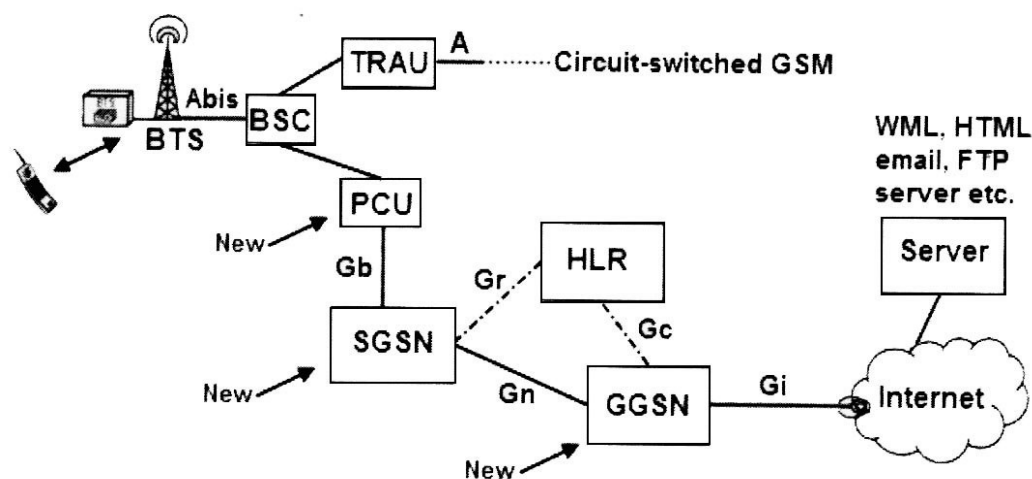 A
TRAU
Circuit-switched GSM
BTS
Abis
BSC
BTS
WML, HTML
email, FTP
server etc.
PCU
New
Server
Gb
Gr
HLR
SGSN
Gc
New
Gn
GGSN
Gi
Internet
New